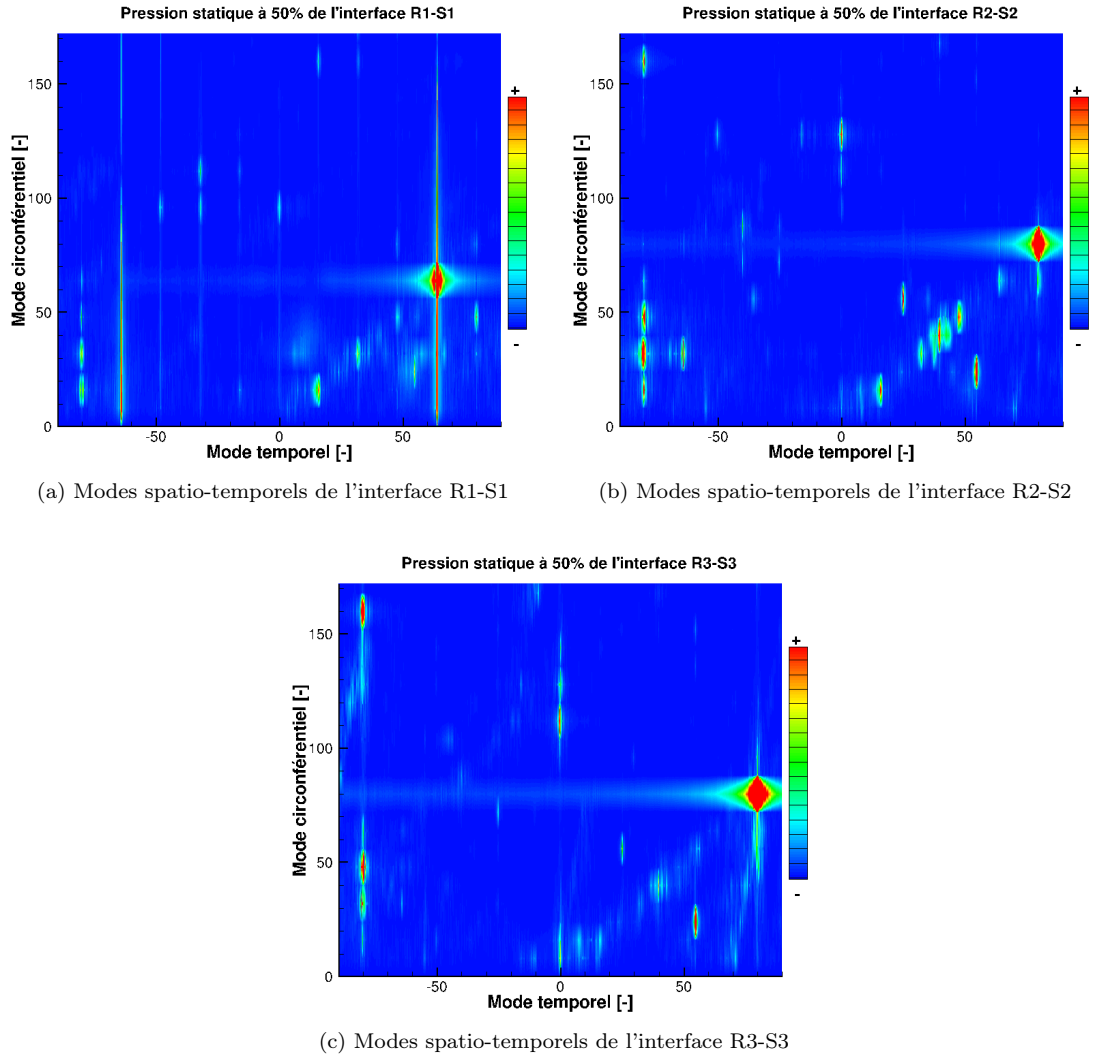 Pression statique à 50% de l'interface R1-S1
Mode circonférentiel [-]
150
100
50
0
-50
0
50
Mode temporel [-]
+
-
(a) Modes spatio-temporels de l'interface R1-S1
Pression statique à 50% de l'interface R2-S2
Mode circonférentiel [-]
150
100
50
0
-50
0
50
Mode temporel [-]
+
-
(b) Modes spatio-temporels de l'interface R2-S2
Pression statique à 50% de l'interface R3-S3
Mode circonférentiel [-]
150
100
50
0
-50
0
50
Mode temporel [-]
+
-
(c) Modes spatio-temporels de l'interface R3-S3